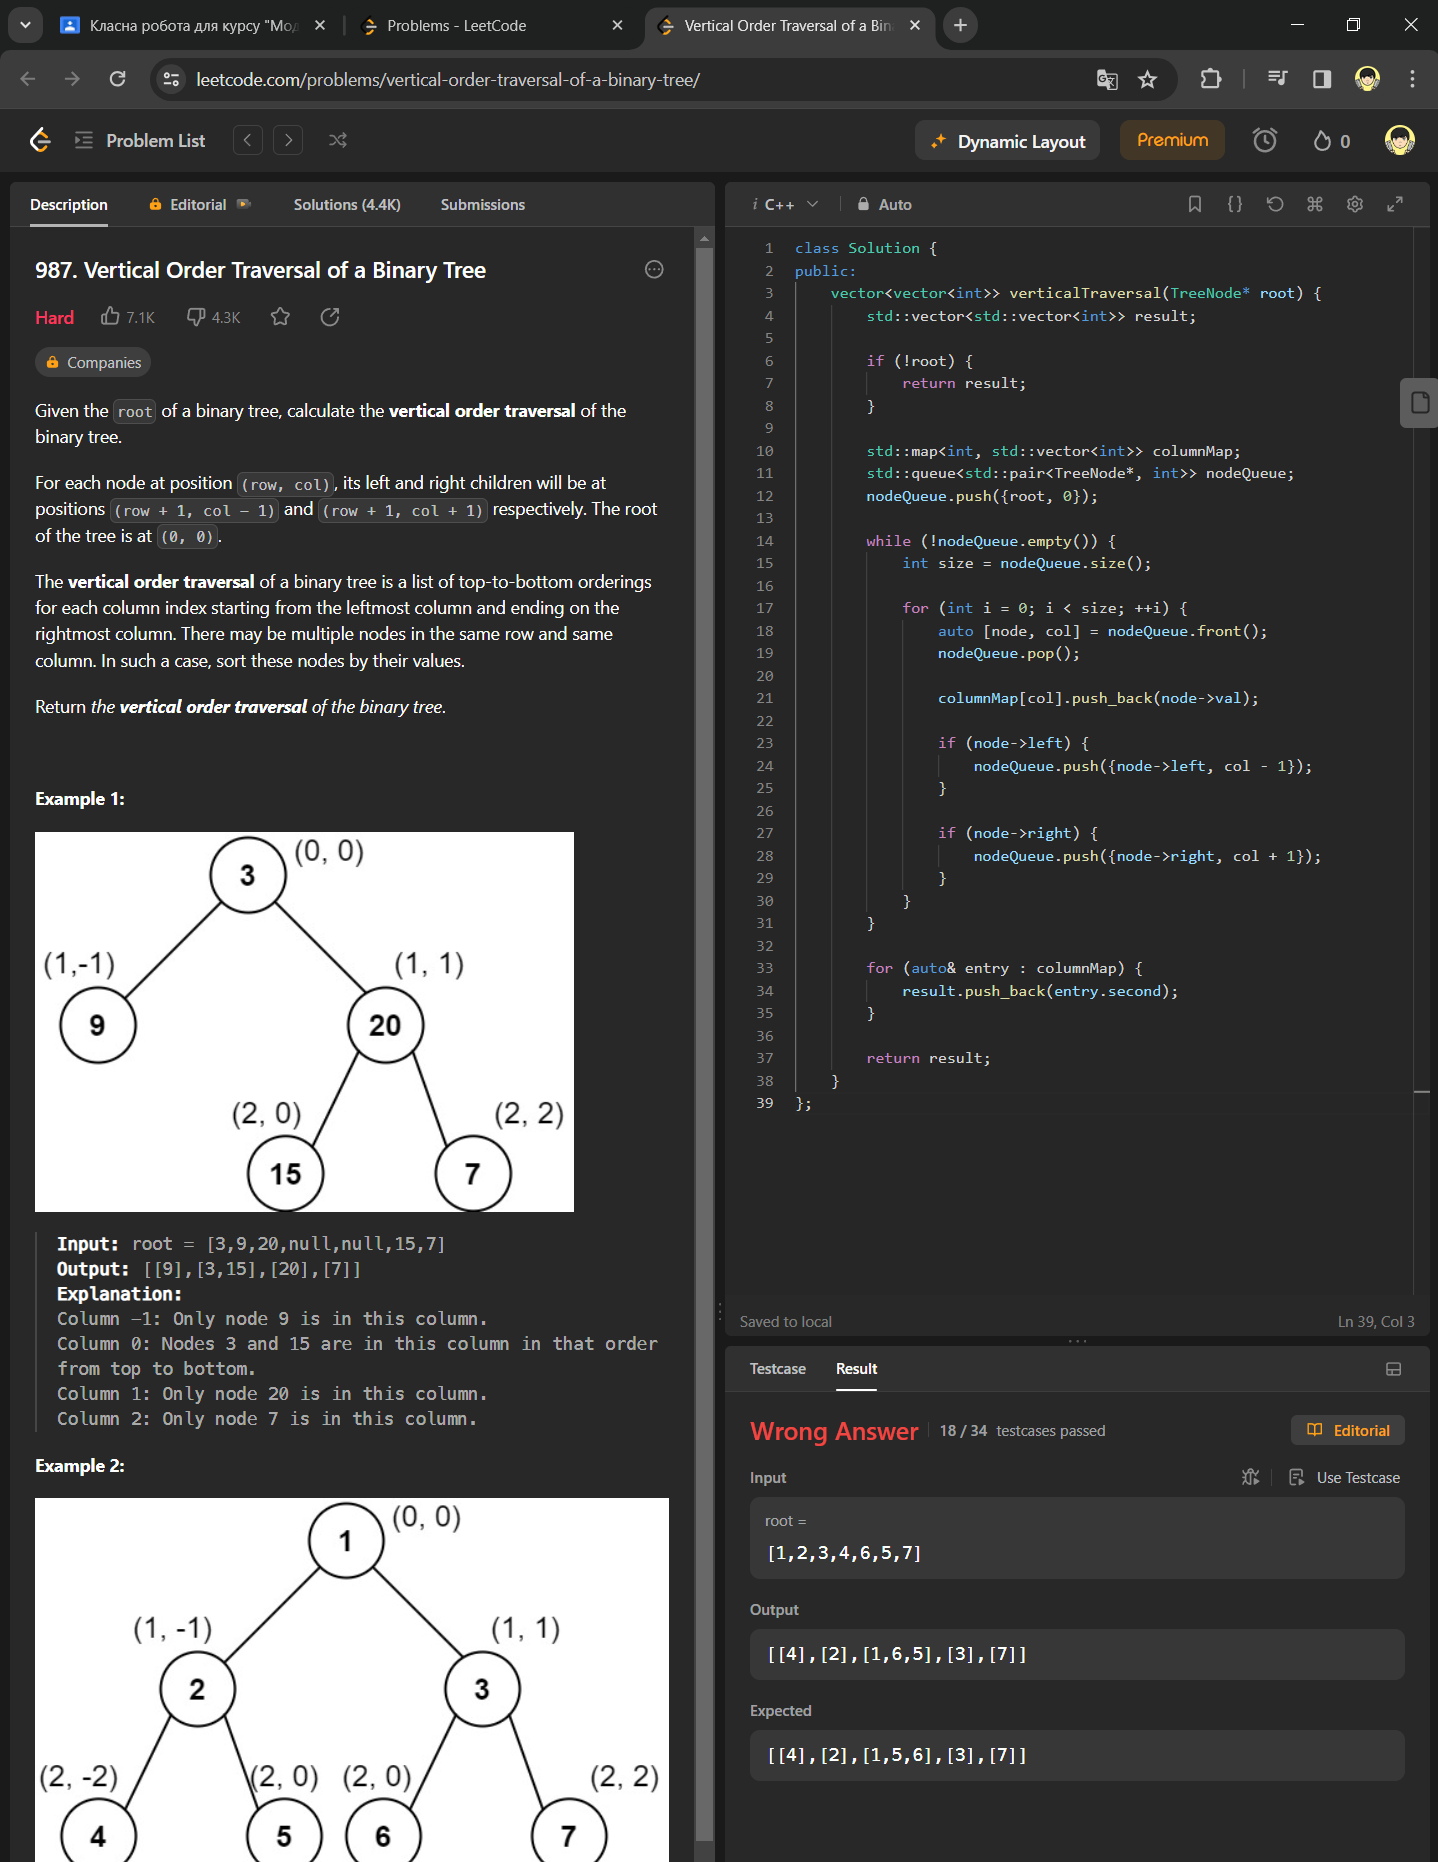 Класна робота для курсу "Мод
Problems - LeetCode
Vertical Order Traversal of a Bin
leetcode.com/problems/vertical-order-traversal-of-a-binary-tree/
Problem List
Dynamic Layout
Premium
0
Description
Editorial
Solutions (4.4K)
Submissions
987. Vertical Order Traversal of a Binary Tree
Hard
7.1K
4.3K
Companies
Given the root of a binary tree, calculate the vertical order traversal of the
binary tree.
For each node at position (row, col), its left and right children will be at
positions (row + 1, col - 1) and (row + 1, col + 1) respectively. The root
of the tree is at (0, 0).
The vertical order traversal of a binary tree is a list of top-to-bottom orderings
for each column index starting from the leftmost column and ending on the
rightmost column. There may be multiple nodes in the same row and same
column. In such a case, sort these nodes by their values.
Return the vertical order traversal of the binary tree.
Example 1:
3 (0, 0)
(1,-1) (1, 1)
9 20
(2, 0) (2, 2)
15 7
Input: root = [3,9,20,null,null,15,7]
Output: [[9],[3,15],[20],[7]]
Explanation:
Column -1: Only node 9 is in this column.
Column 0: Nodes 3 and 15 are in this column in that order
from top to bottom.
Column 1: Only node 20 is in this column.
Column 2: Only node 7 is in this column.
Example 2:
1 (0, 0)
(1, -1) (1, 1)
2 3
(2, -2) (2, 0) (2, 0) (2, 2)
4 5 6 7
i C++
Auto
1 class Solution {
2 public:
3 vector<vector<int>> verticalTraversal(TreeNode* root) {
4 std::vector<std::vector<int>> result;
5
6 if (!root) {
7 return result;
8 }
9
10 std::map<int, std::vector<int>> columnMap;
11 std::queue<std::pair<TreeNode*, int>> nodeQueue;
12 nodeQueue.push({root, 0});
13
14 while (!nodeQueue.empty()) {
15 int size = nodeQueue.size();
16
17 for (int i = 0; i < size; ++i) {
18 auto [node, col] = nodeQueue.front();
19 nodeQueue.pop();
20
21 columnMap[col].push_back(node->val);
22
23 if (node->left) {
24 nodeQueue.push({node->left, col - 1});
25 }
26
27 if (node->right) {
28 nodeQueue.push({node->right, col + 1});
29 }
30 }
31 }
32
33 for (auto& entry : columnMap) {
34 result.push_back(entry.second);
35 }
36
37 return result;
38 }
39 };
Saved to local
Ln 39, Col 3
Testcase
Result
Wrong Answer
18 / 34 testcases passed
Editorial
Input
Use Testcase
root =
[1,2,3,4,6,5,7]
Output
[[4],[2],[1,6,5],[3],[7]]
Expected
[[4],[2],[1,5,6],[3],[7]]